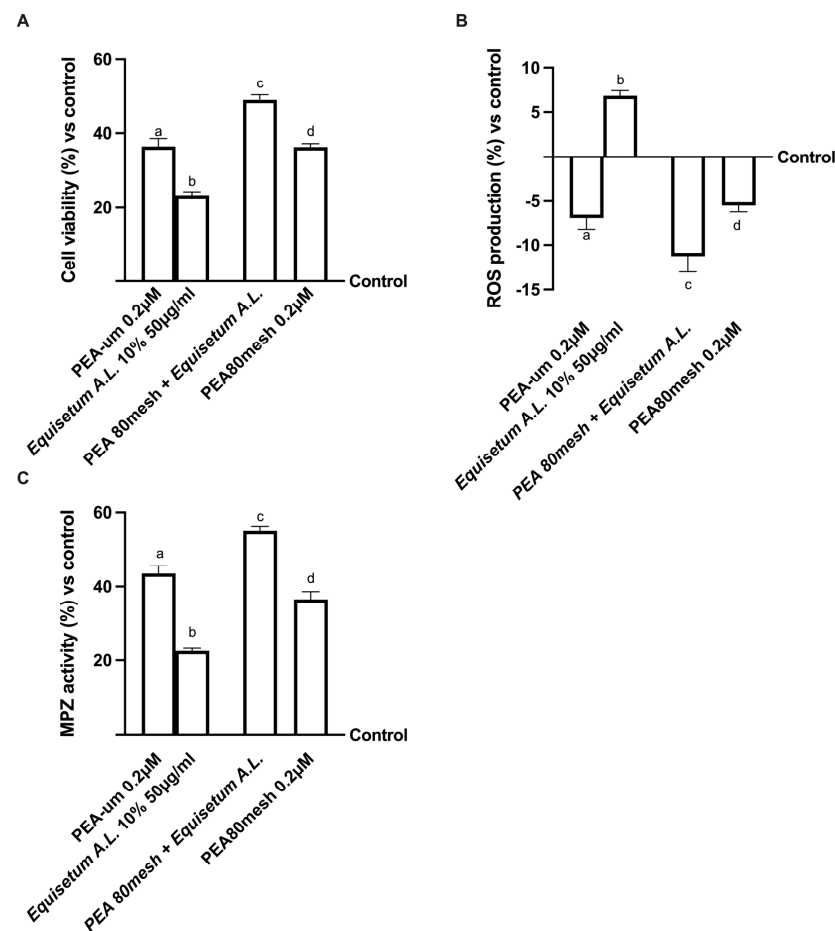 A
Cell viability (%) vs control
60
40
20
a
b
c
d
Control
PEA-um 0.2μM
Equisetum A.L. 10% 50μg/ml
PEA 80mesh + Equisetum A.L.
PEA80mesh 0.2μM
B
ROS production (%) vs control
10
5
-5
-10
-15
a
b
c
d
Control
PEA-um 0.2μM
Equisetum A.L. 10% 50μg/ml
PEA 80mesh + Equisetum A.L.
PEA80mesh 0.2μM
C
MPZ activity (%) vs control
60
40
20
a
b
c
d
Control
PEA-um 0.2μM
Equisetum A.L. 10% 50μg/ml
PEA 80mesh + Equisetum A.L.
PEA80mesh 0.2μM